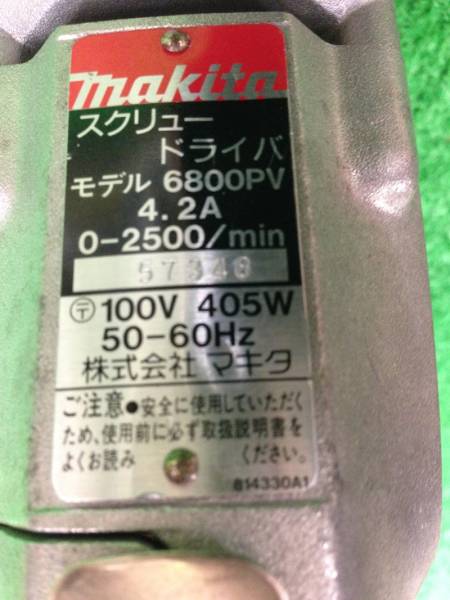 makita
スクリュー
ドライバ
モデル 6800PV
4.2A
0-2500/min
57340
〒 100V 405W
50-60Hz
株式会社 マキタ
ご注意●安全に使用していただく
ため、使用前に必ず取扱説明書を
よくお読み ください。
814330A1